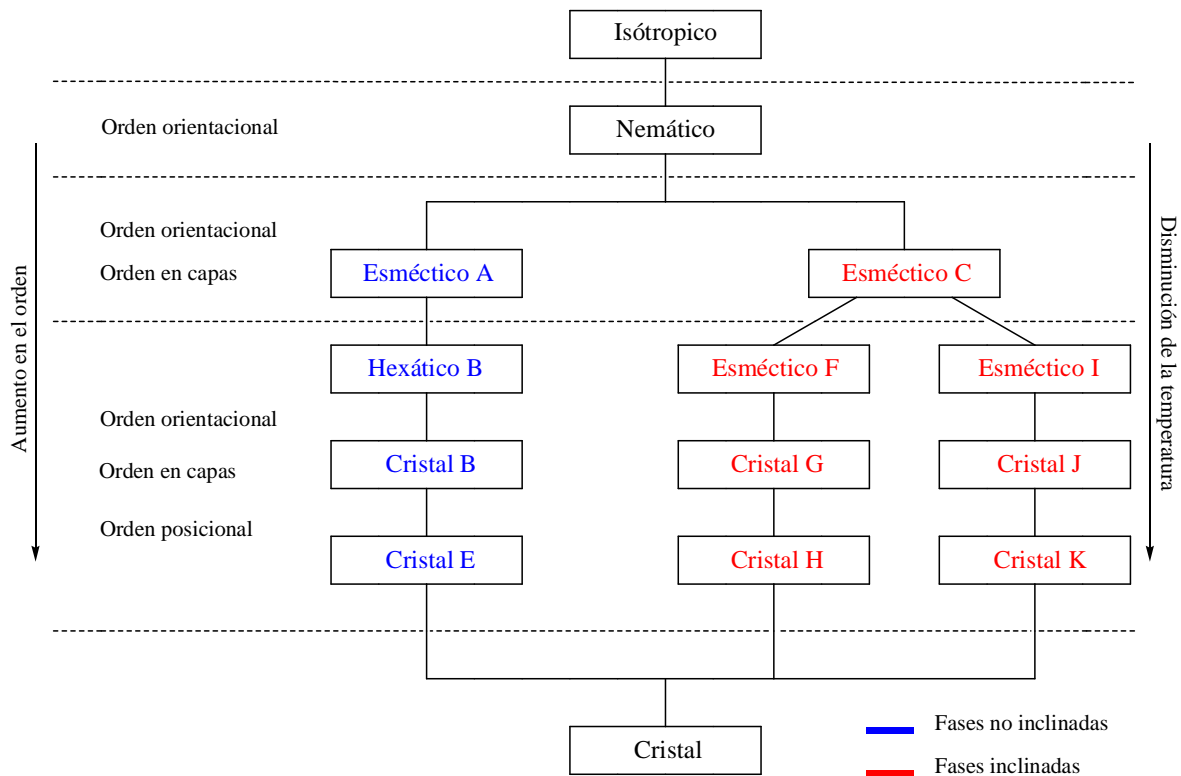 Isótropico
Orden orientacional
Nemático
Orden orientacional
Orden en capas
Esméctico A
Esméctico C
Hexático B
Esméctico F
Esméctico I
Orden orientacional
Orden en capas
Cristal B
Cristal G
Cristal J
Orden posicional
Cristal E
Cristal H
Cristal K
Cristal
Aumento en el orden
Disminución de la temperatura
Fases no inclinadas
Fases inclinadas